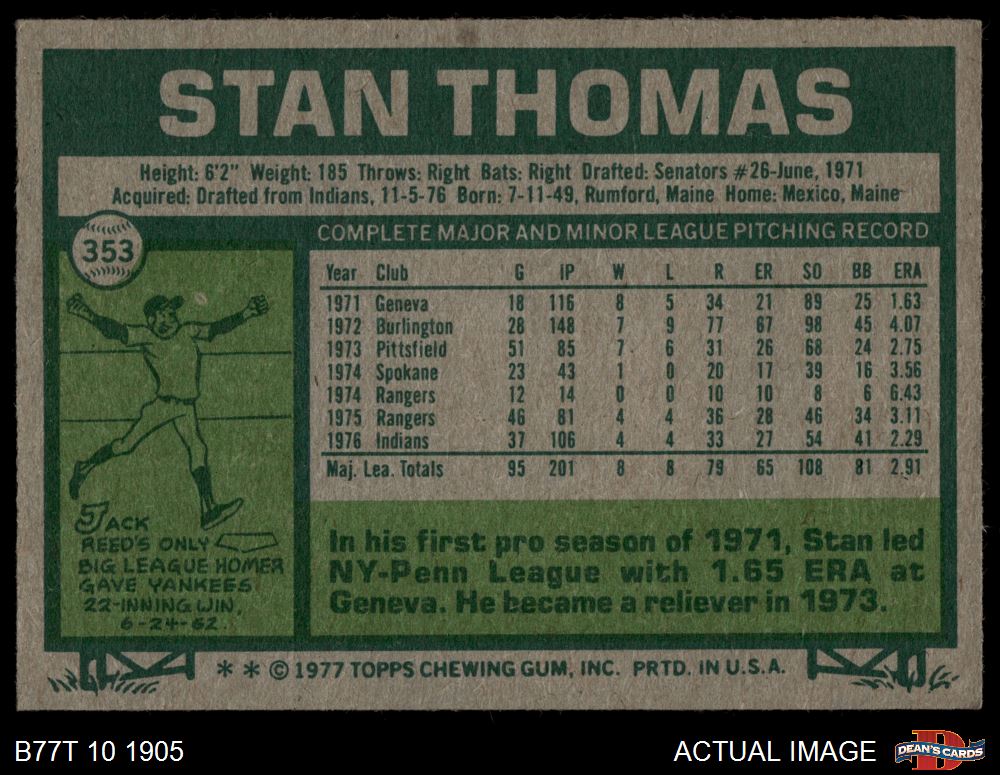 STAN THOMAS
Height: 6'2" Weight: 185 Throws: Right Bats: Right Drafted: Senators #26-June, 1971
Acquired: Drafted from Indians, 11-5-76 Born: 7-11-49, Rumford, Maine Home: Mexico, Maine
353
COMPLETE MAJOR AND MINOR LEAGUE PITCHING RECORD
Year Club G IP W L R ER SO BB ERA
1971 Geneva 18 116 8 5 34 21 89 25 1.63
1972 Burlington 28 148 7 9 77 67 98 45 4.07
1973 Pittsfield 51 85 7 6 31 26 68 24 2.75
1974 Spokane 23 43 1 0 20 17 39 16 3.56
1974 Rangers 12 14 0 0 10 10 8 6 6.43
1975 Rangers 46 81 4 4 36 28 46 34 3.11
1976 Indians 37 106 4 4 33 27 54 41 2.29
Maj. Lea. Totals 95 201 8 8 79 65 108 81 2.91
JACK
REED'S ONLY
BIG LEAGUE HOMER
GAVE YANKEES
22-INNING WIN,
6-24-62.
In his first pro season of 1971, Stan led
NY-Penn League with 1.65 ERA at
Geneva. He became a reliever in 1973.
* * © 1977 TOPPS CHEWING GUM, INC. PRTD. IN U.S.A.
B77T 10 1905
ACTUAL IMAGE
D
DEAN'S CARDS